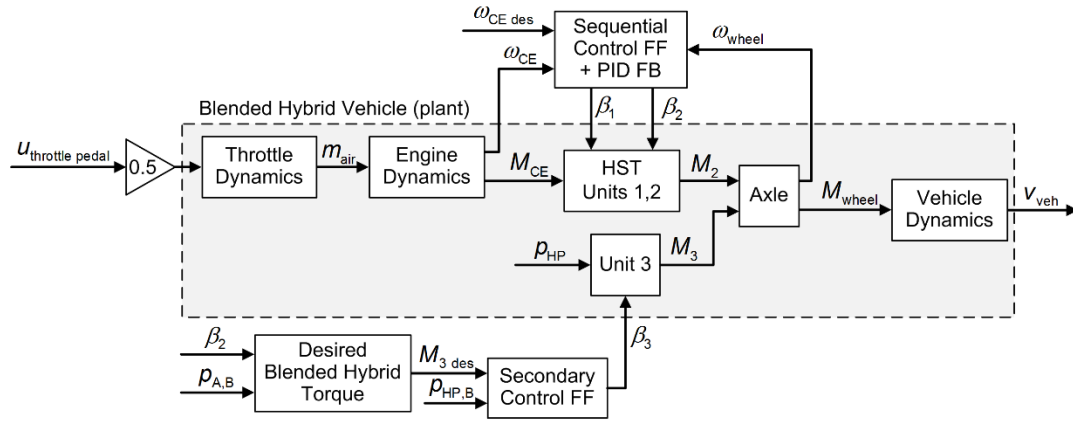 ω_CE des
Sequential
Control FF
+ PID FB
ω_wheel
ω_CE
β_1
β_2
Blended Hybrid Vehicle (plant)
u_throttle pedal
0.5
Throttle
Dynamics
m_air
Engine
Dynamics
M_CE
HST
Units 1,2
M_2
Axle
M_wheel
Vehicle
Dynamics
v_veh
p_HP
Unit 3
M_3
β_3
β_2
p_A,B
Desired
Blended Hybrid
Torque
M_3 des
p_HP,B
Secondary
Control FF